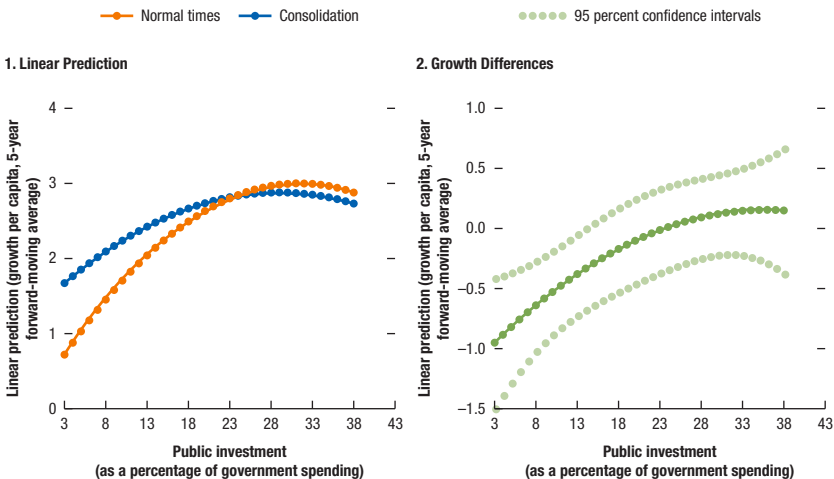 Normal times
Consolidation
95 percent confidence intervals
1. Linear Prediction
2. Growth Differences
Linear prediction (growth per capita, 5-year
forward-moving average)
4
3
2
1
0
3 8 13 18 23 28 33 38 43
Public investment
(as a percentage of government spending)
Linear prediction (growth per capita, 5-year
forward-moving average)
1.0
0.5
0.0
–0.5
–1.0
–1.5
3 8 13 18 23 28 33 38 43
Public investment
(as a percentage of government spending)